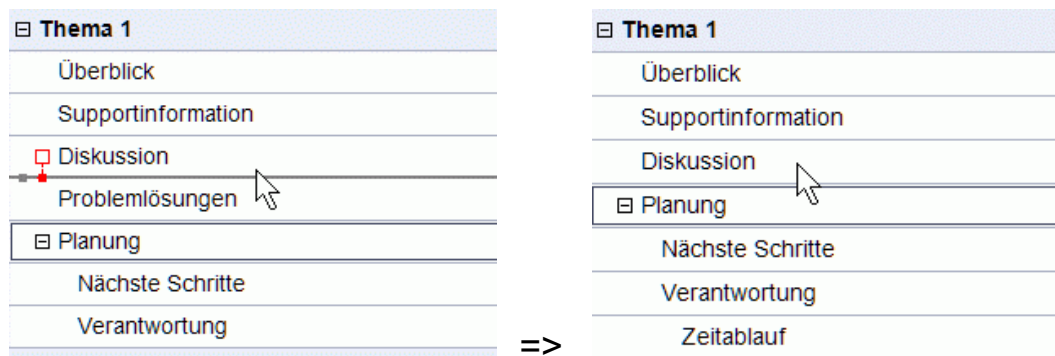 Thema 1
Überblick
Supportinformation
Diskussion
Problemlösungen
Planung
Nächste Schritte
Verantwortung
=>
Thema 1
Überblick
Supportinformation
Diskussion
Planung
Nächste Schritte
Verantwortung
Zeitablauf